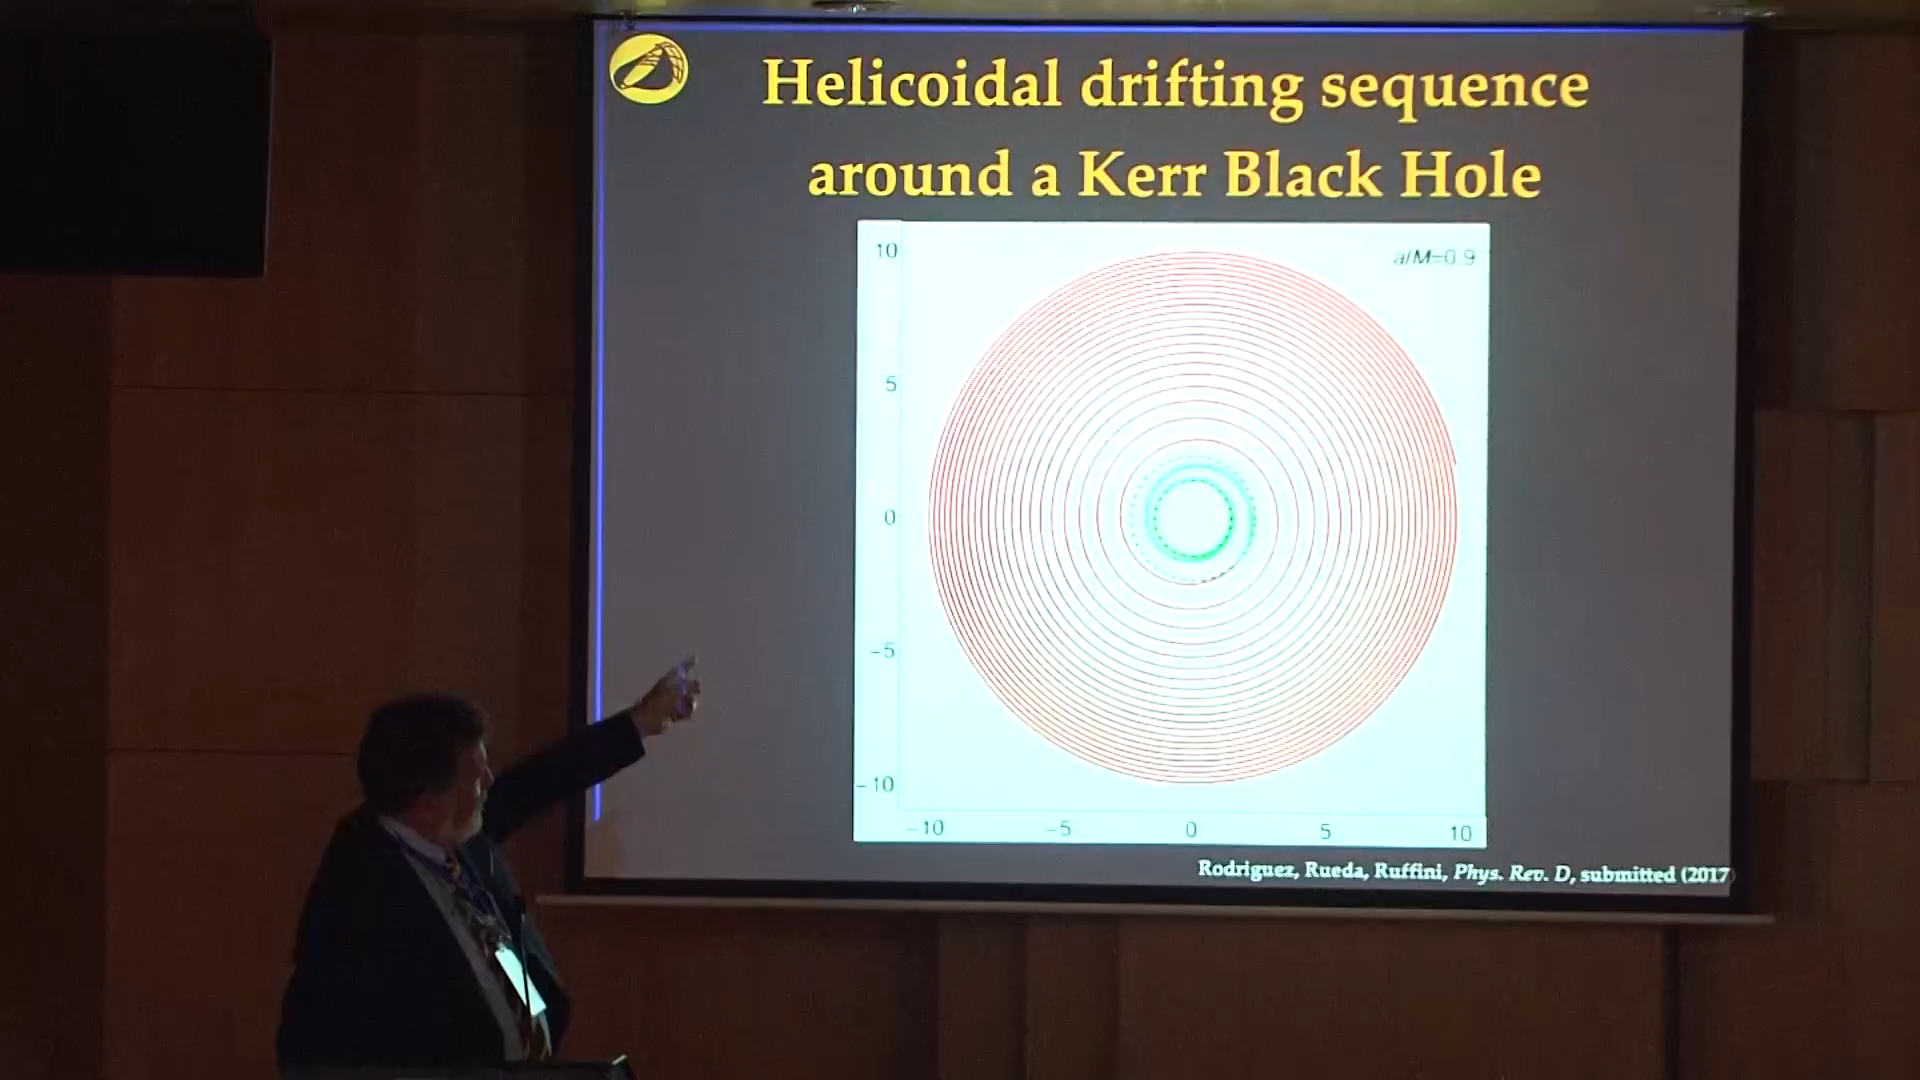 Helicoidal drifting sequence
around a Kerr Black Hole
a/M=0.9
10
5
0
−5
−10
−10
−5
0
5
10
Rodriguez, Rueda, Ruffini, Phys. Rev. D, submitted (2017